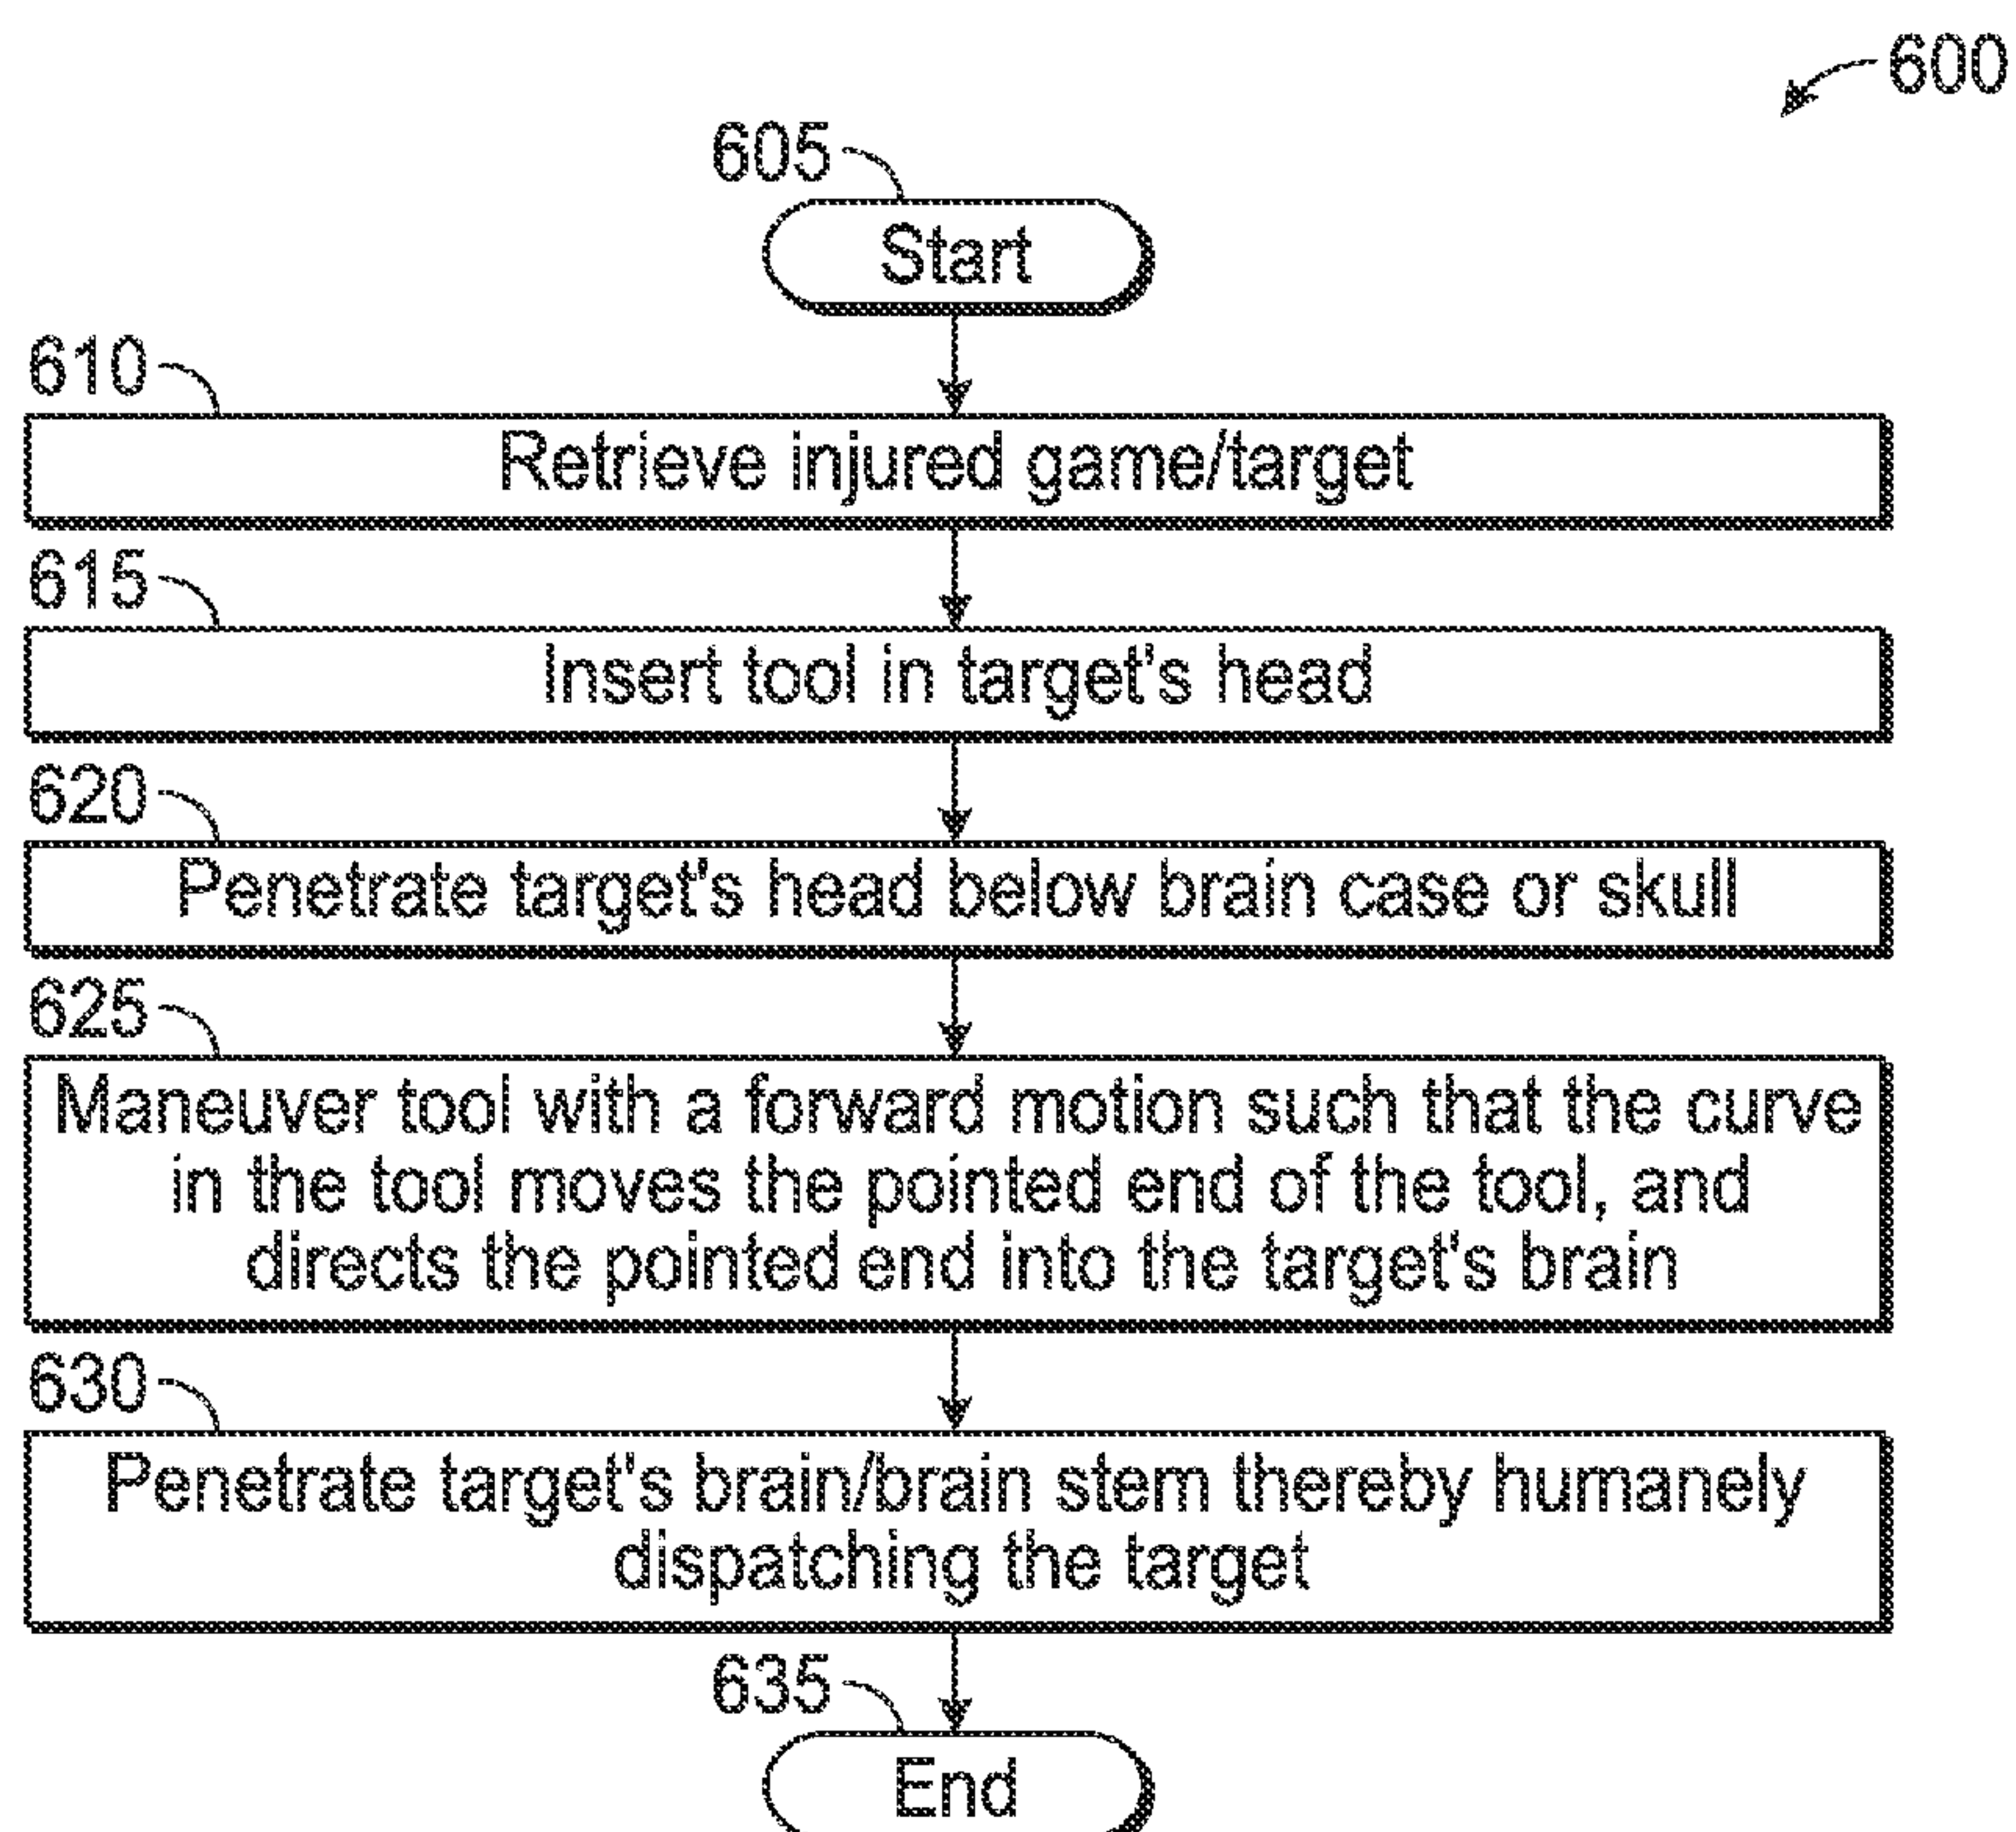 600
605
Start
610
Retrieve injured game/target
615
Insert tool in target's head
620
Penetrate target's head below brain case or skull
625
Maneuver tool with a forward motion such that the curve
in the tool moves the pointed end of the tool, and
directs the pointed end into the target's brain
630
Penetrate target's brain/brain stem thereby humanely
dispatching the target
635
End